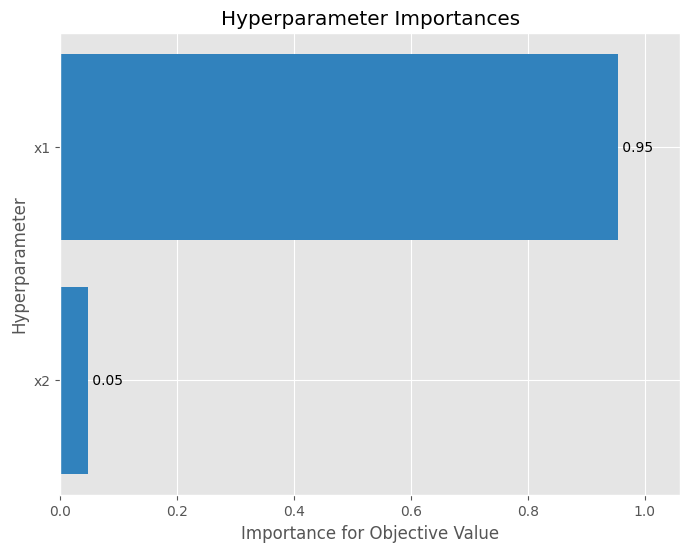 Hyperparameter Importances
Hyperparameter
x1
0.95
x2
0.05
0.0 0.2 0.4 0.6 0.8 1.0
Importance for Objective Value